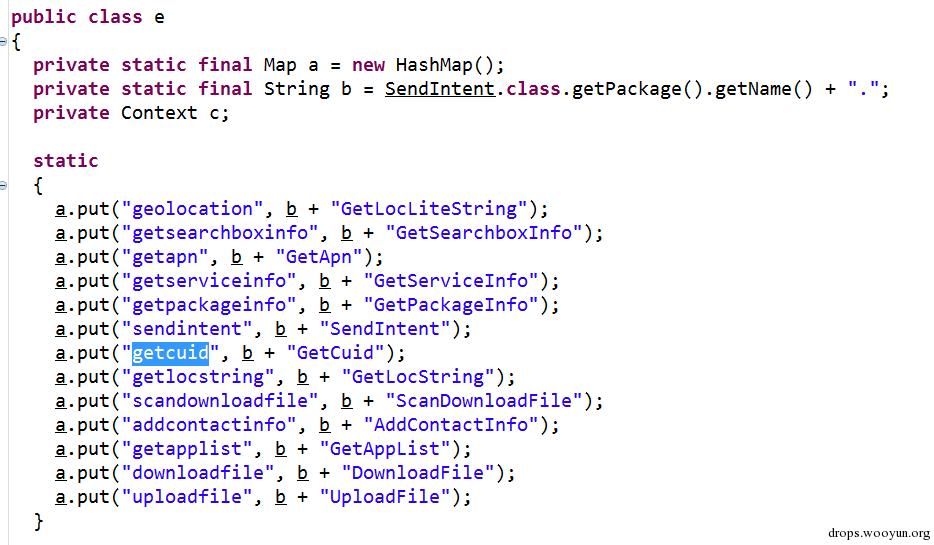 public class e
{
private static final Map a = new HashMap();
private static final String b = SendIntent.class.getPackage().getName() + ".";
private Context c;
static
{
a.put("geolocation", b + "GetLocLiteString");
a.put("getsearchboxinfo", b + "GetSearchboxInfo");
a.put("getapn", b + "GetApn");
a.put("getserviceinfo", b + "GetServiceInfo");
a.put("getpackageinfo", b + "GetPackageInfo");
a.put("sendintent", b + "SendIntent");
a.put("getcuid", b + "GetCuid");
a.put("getlocstring", b + "GetLocString");
a.put("scandownloadfile", b + "ScanDownloadFile");
a.put("addcontactinfo", b + "AddContactInfo");
a.put("getapplist", b + "GetAppList");
a.put("downloadfile", b + "DownloadFile");
a.put("uploadfile", b + "UploadFile");
}
drops.wooyun.org